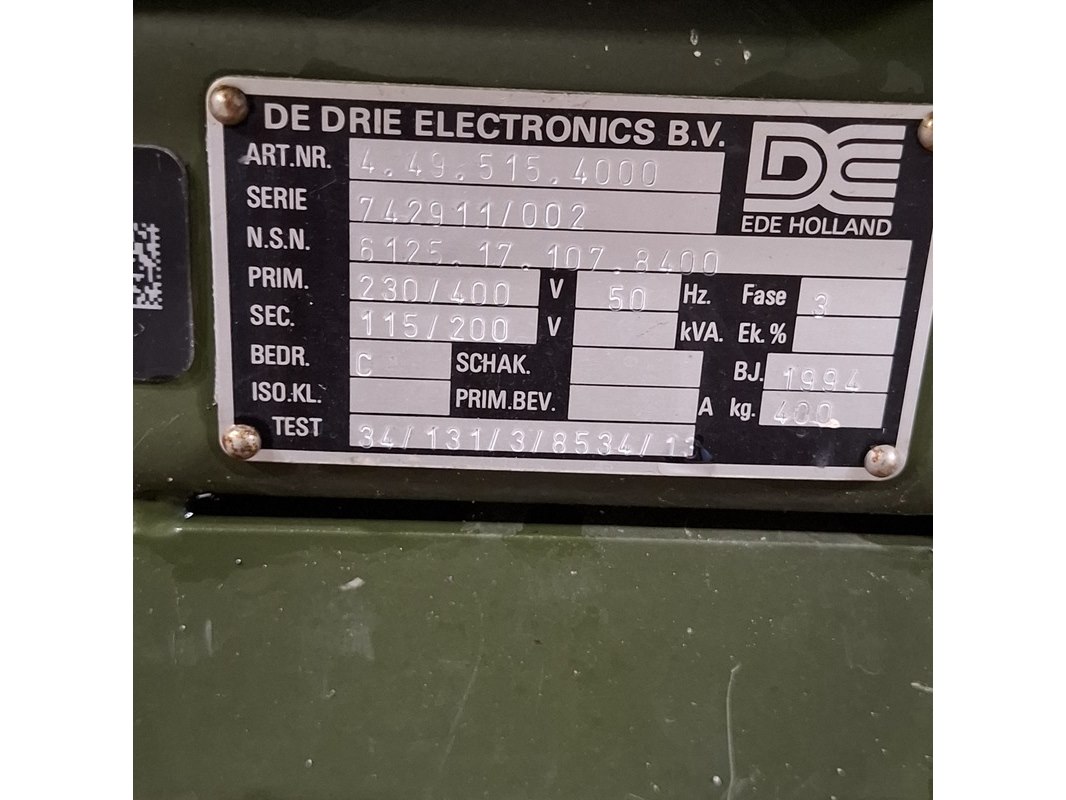 DE DRIE ELECTRONICS B.V.
DE
EDE HOLLAND
ART.NR. 4.49.515.4000
SERIE 742911/002
N.S.N. 6125.17.107.8400
PRIM. 230/400 V 50 Hz. Fase 3
SEC. 115/200 V kVA. Ek.%
BEDR. C SCHAK. BJ. 1994
ISO.KL. PRIM.BEV. A kg. 400
TEST 34/131/3/8534/13